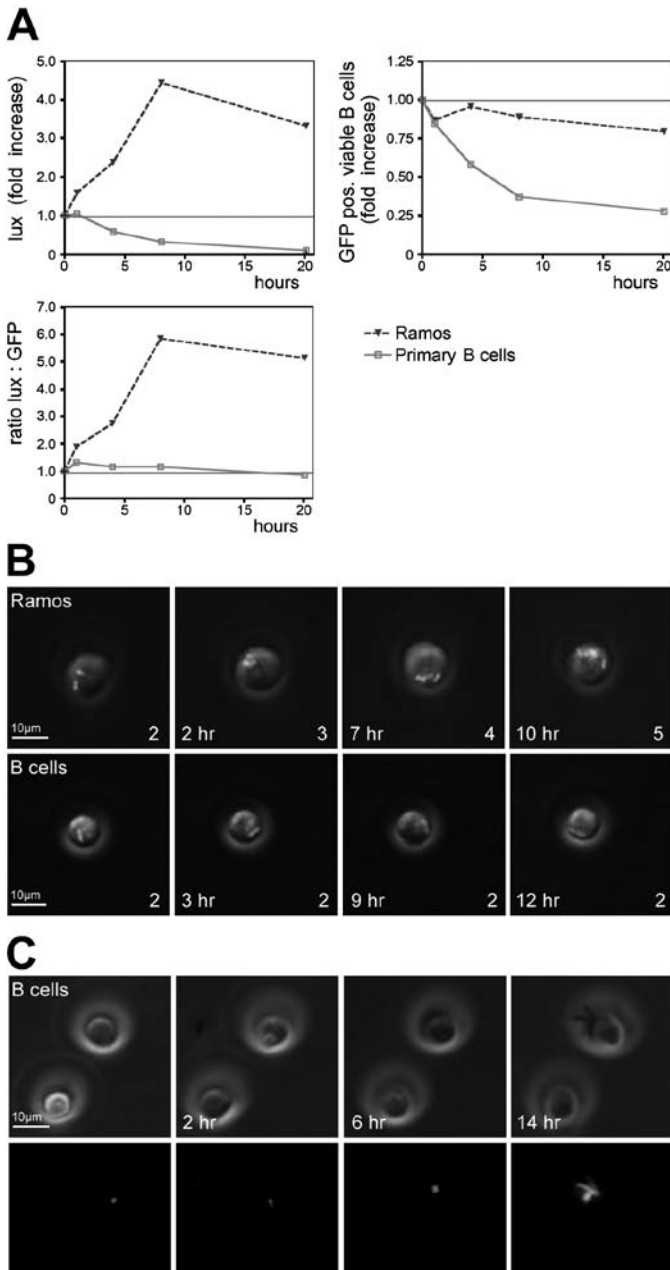 A
lux (fold increase)
5.0
4.0
3.0
2.0
1.0
0
0 5 10 15 20
hours
GFP pos. viable B cells
(fold increase)
1.25
1.00
0.75
0.50
0.25
0
0 5 10 15 20
hours
ratio lux : GFP
7.0
6.0
5.0
4.0
3.0
2.0
1.0
0
0 5 10 15 20
hours
Ramos
Primary B cells
B
Ramos
10µm 2
2 hr 3
7 hr 4
10 hr 5
B cells
10µm 2
3 hr 2
9 hr 2
12 hr 2
C
B cells
10µm
2 hr
6 hr
14 hr